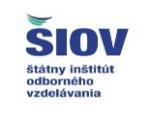 ŠIOV
štátny inštitút
odborného
vzdelávania